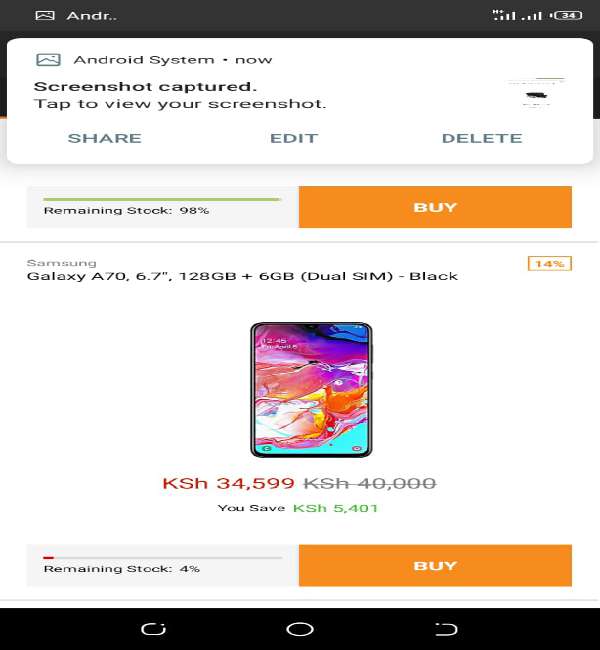 Andr..
34
Android System • now
Screenshot captured.
Tap to view your screenshot.
SHARE EDIT DELETE
Remaining Stock: 98%
BUY
Samsung
14%
Galaxy A70, 6.7", 128GB + 6GB (Dual SIM) - Black
12:45
KSh 34,599 KSh 40,000
You Save KSh 5,401
Remaining Stock: 4%
BUY